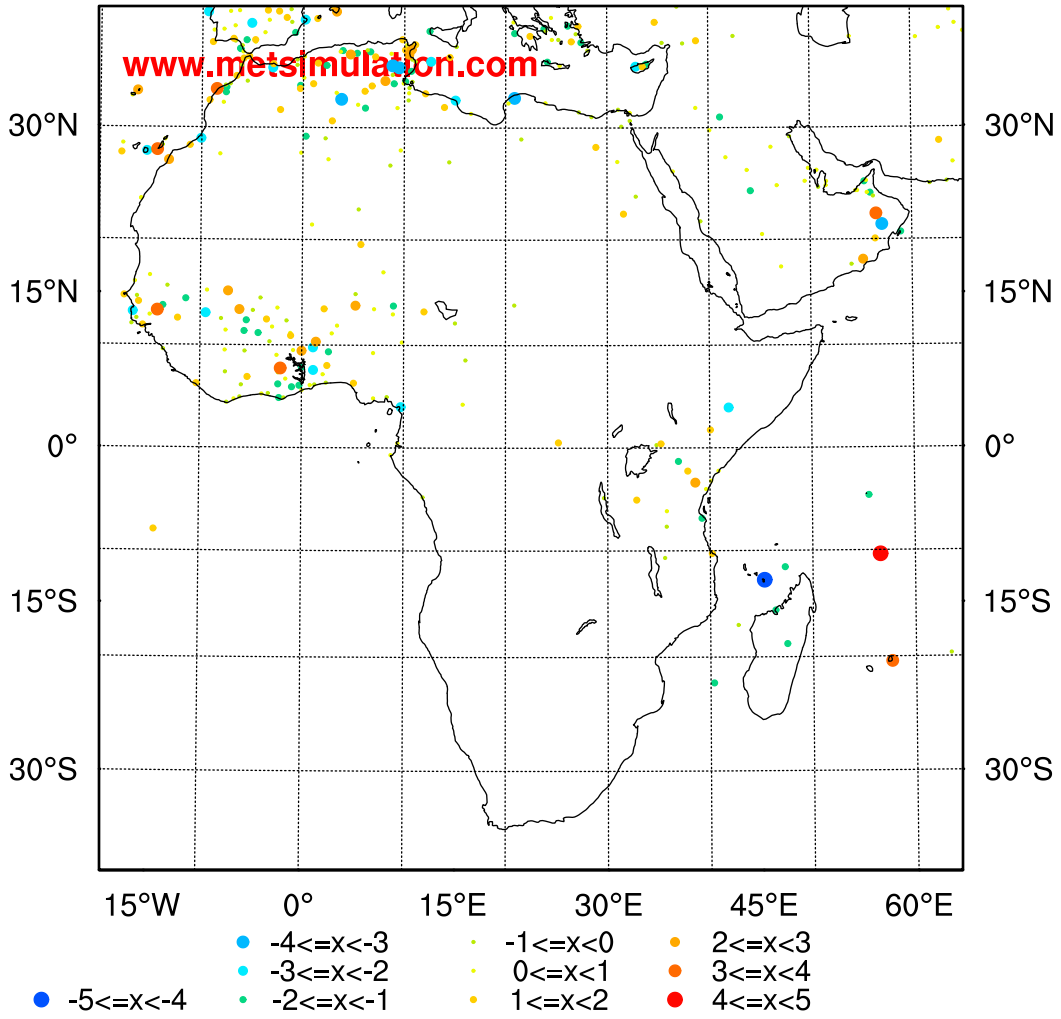 www.metsimulation.com
30°N 30°N
15°N 15°N
0° 0°
15°S 15°S
30°S 30°S
15°W 0° 15°E 30°E 45°E 60°E
-4<=x<-3 -1<=x<0 2<=x<3
-3<=x<-2 0<=x<1 3<=x<4
-5<=x<-4 -2<=x<-1 1<=x<2 4<=x<5